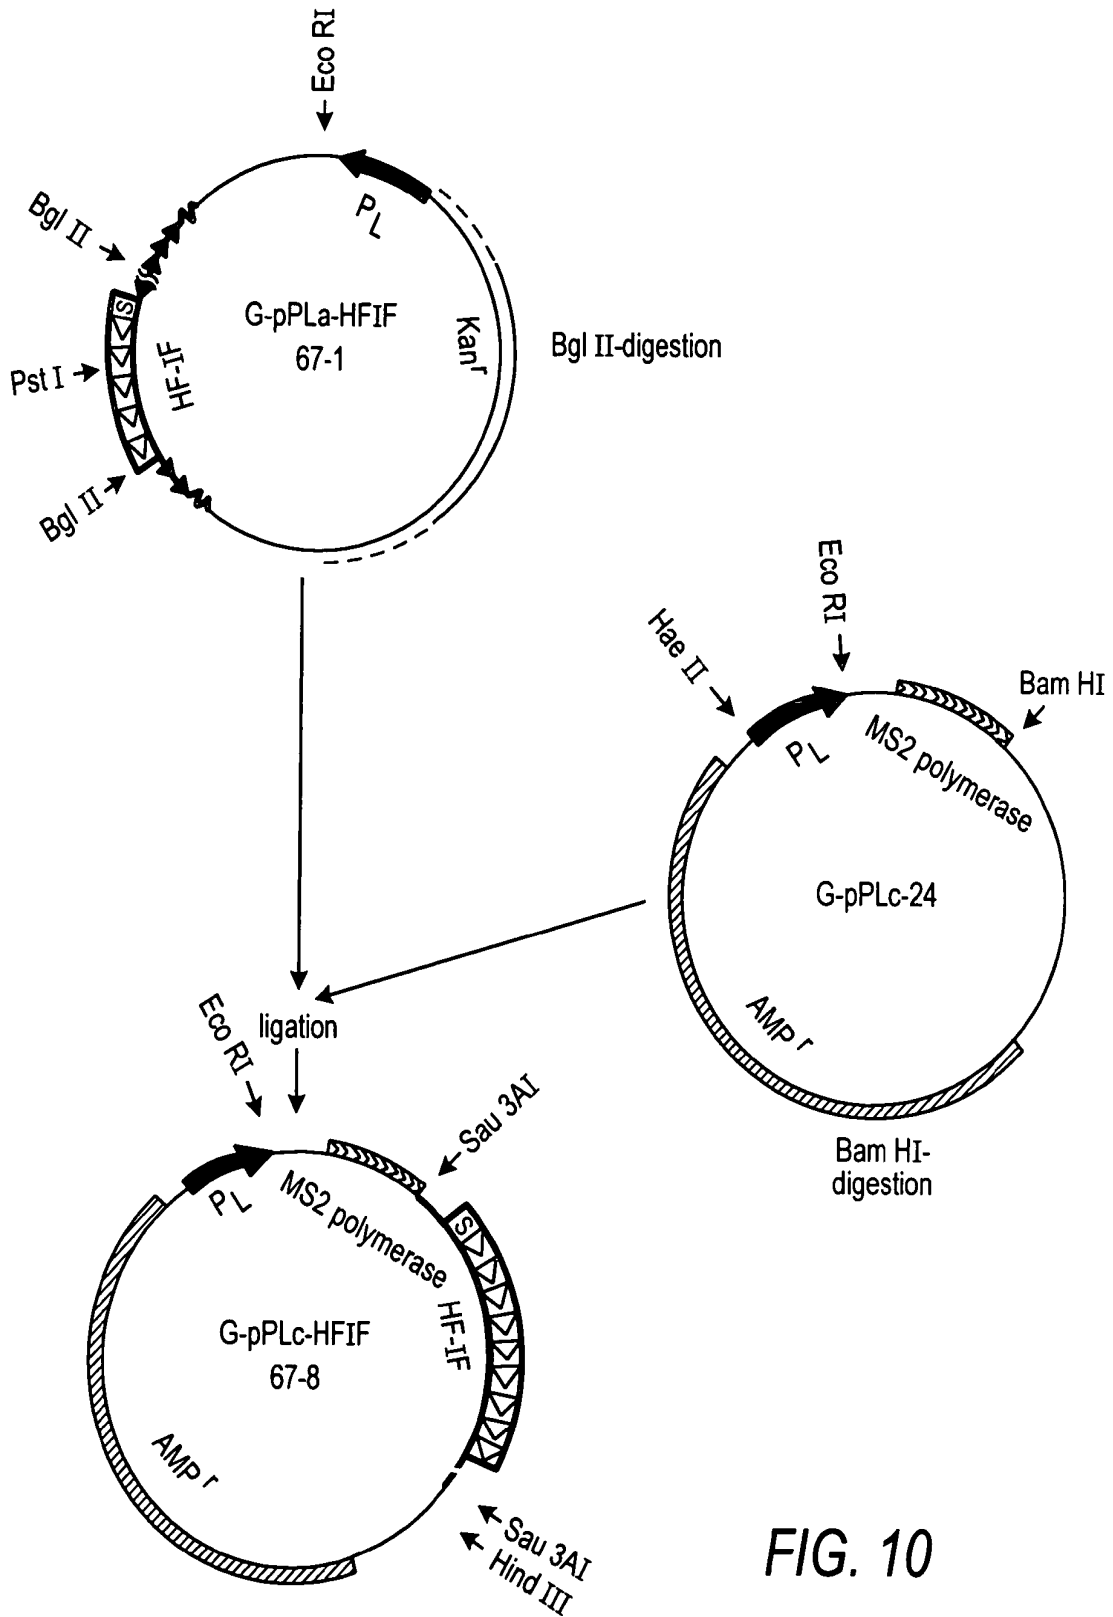 Eco RI
Bgl II
PL
G-pPLa-HFIF
67-1
Kanr
Bgl II-digestion
S
Pst I
HF-IF
Bgl II
Eco RI
Hae II
Bam HI
PL
MS2 polymerase
G-pPLc-24
AMPr
Bam HI-
digestion
ligation
Eco RI
Sau 3AI
PL
MS2 polymerase
S
HF-IF
G-pPLc-HFIF
67-8
AMPr
Sau 3AI
Hind III
FIG. 10